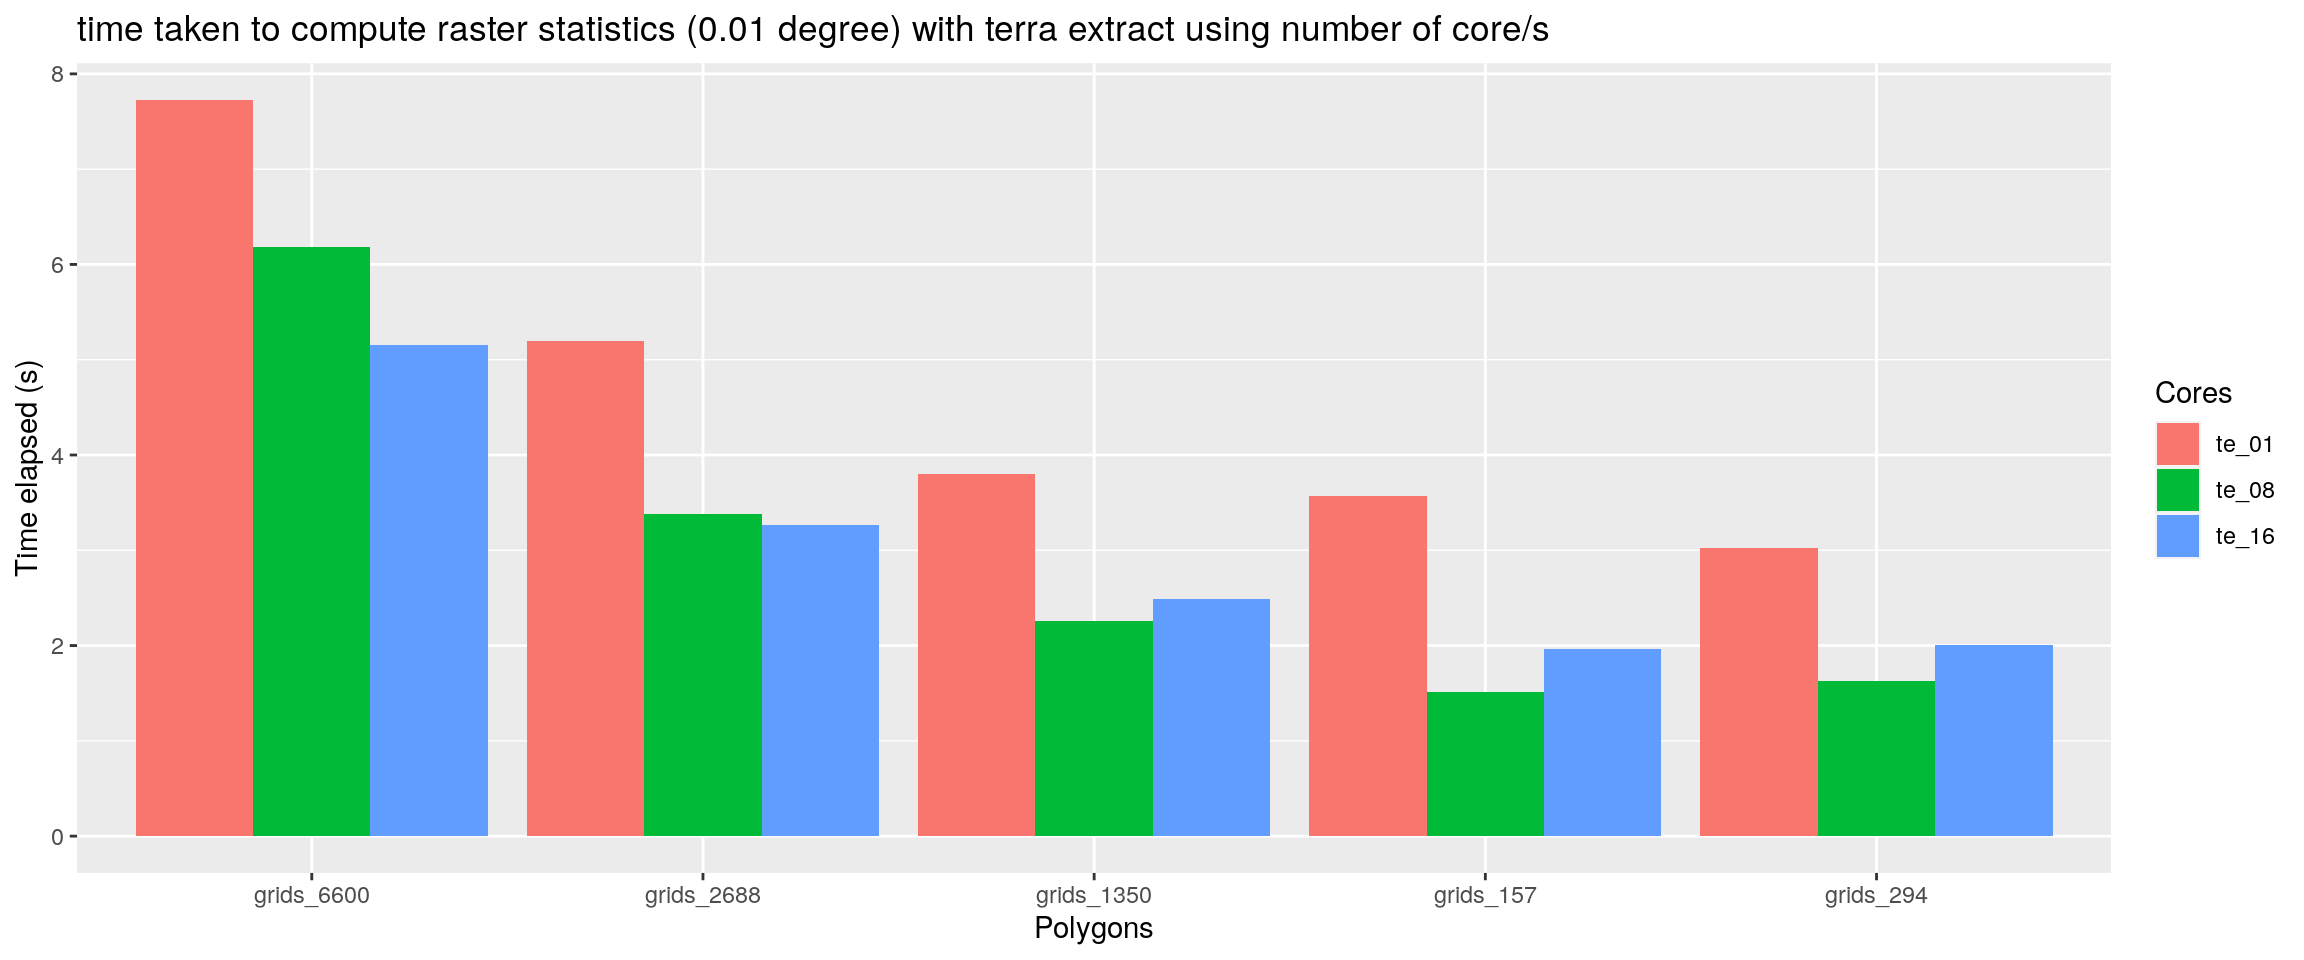 time taken to compute raster statistics (0.01 degree) with terra extract using number of core/s
Time elapsed (s)
8
6
4
2
0
grids_6600
grids_2688
grids_1350
grids_157
grids_294
Polygons
Cores
te_01
te_08
te_16